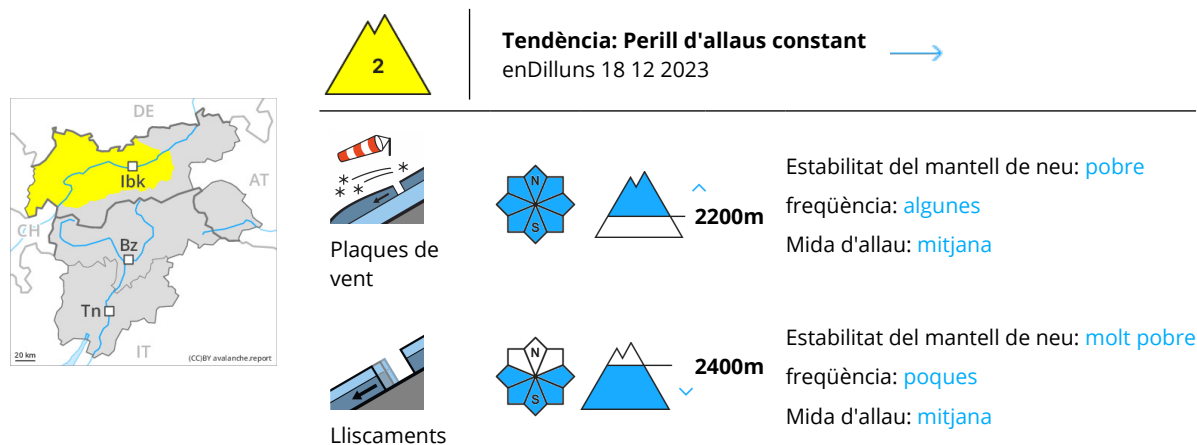 2
Tendència: Perill d'allaus constant
enDilluns 18 12 2023
DE
AT
Ibk
CH
Bz
Tn
IT
20 km
(CC)BY avalanche.report
N
S
2200m
Plaques de
vent
Estabilitat del mantell de neu: pobre
freqüència: algunes
Mida d'allau: mitjana
N
S
2400m
Lliscaments
Estabilitat del mantell de neu: molt pobre
freqüència: poques
Mida d'allau: mitjana